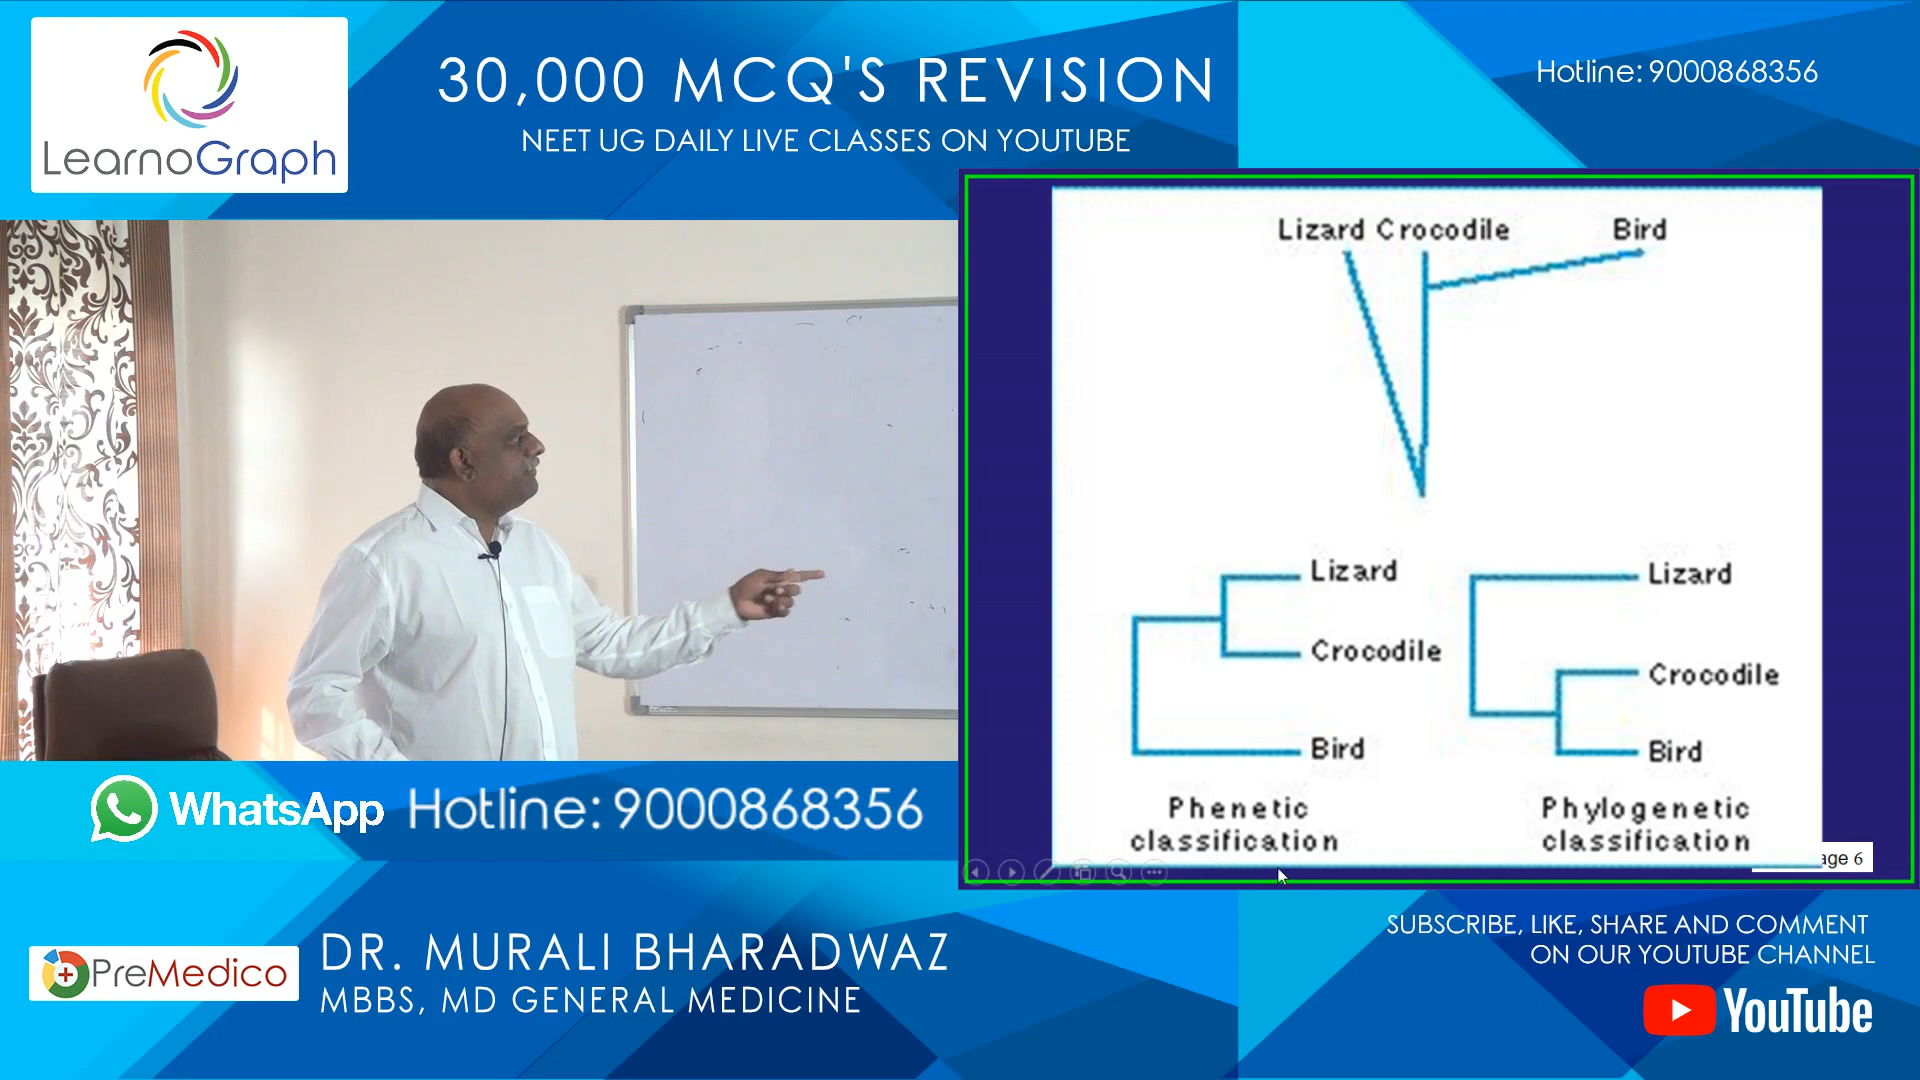 LearnoGraph
30,000 MCQ'S REVISION
NEET UG DAILY LIVE CLASSES ON YOUTUBE
Hotline: 9000868356
Lizard Crocodile Bird
Lizard
Crocodile
Bird
Phenetic
classification
Lizard
Crocodile
Bird
Phylogenetic
classification
age 6
WhatsApp Hotline: 9000868356
PreMedico
DR. MURALI BHARADWAZ
MBBS, MD GENERAL MEDICINE
SUBSCRIBE, LIKE, SHARE AND COMMENT
ON OUR YOUTUBE CHANNEL
YouTube